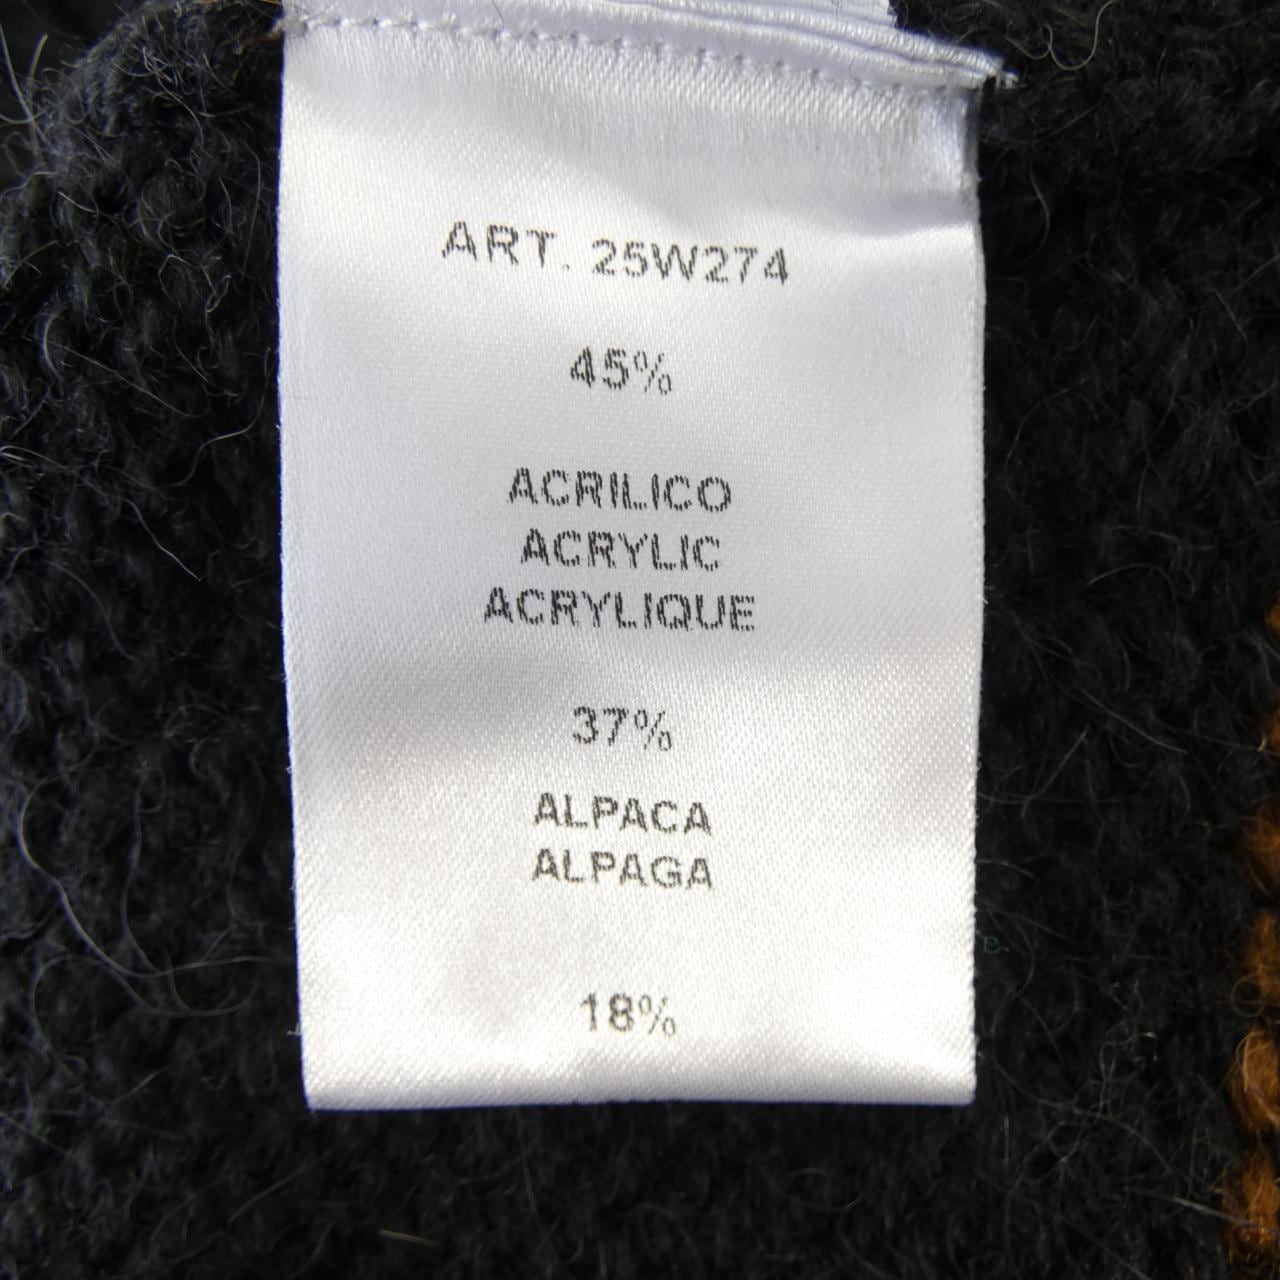 ART. 25W274
45%
ACRILICO
ACRYLIC
ACRYLIQUE
37%
ALPACA
ALPAGA
18%